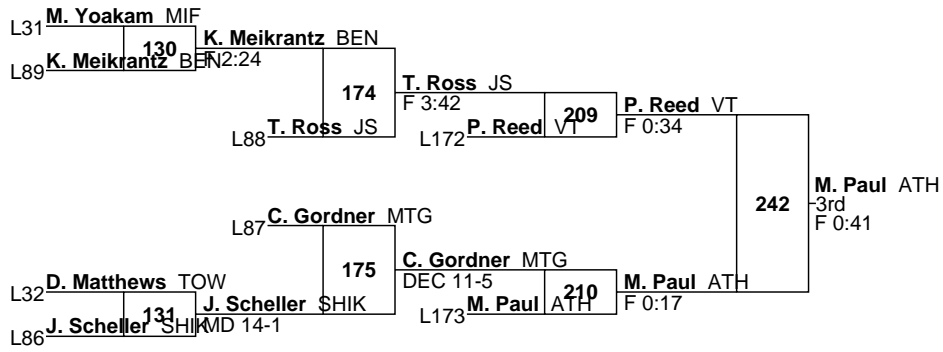 L31 M. Yoakam MIF
130
K. Meikrantz BEN
F 2:24
L89 K. Meikrantz BEN
174
T. Ross JS
F 3:42
L88 T. Ross JS
209
P. Reed VT
F 0:34
L172 P. Reed VT
242
M. Paul ATH
3rd
F 0:41
L87 C. Gordner MTG
175
C. Gordner MTG
DEC 11-5
L32 D. Matthews TOW
131
J. Scheller SHIK
MD 14-1
L86 J. Scheller SHIK
210
M. Paul ATH
F 0:17
L173 M. Paul ATH